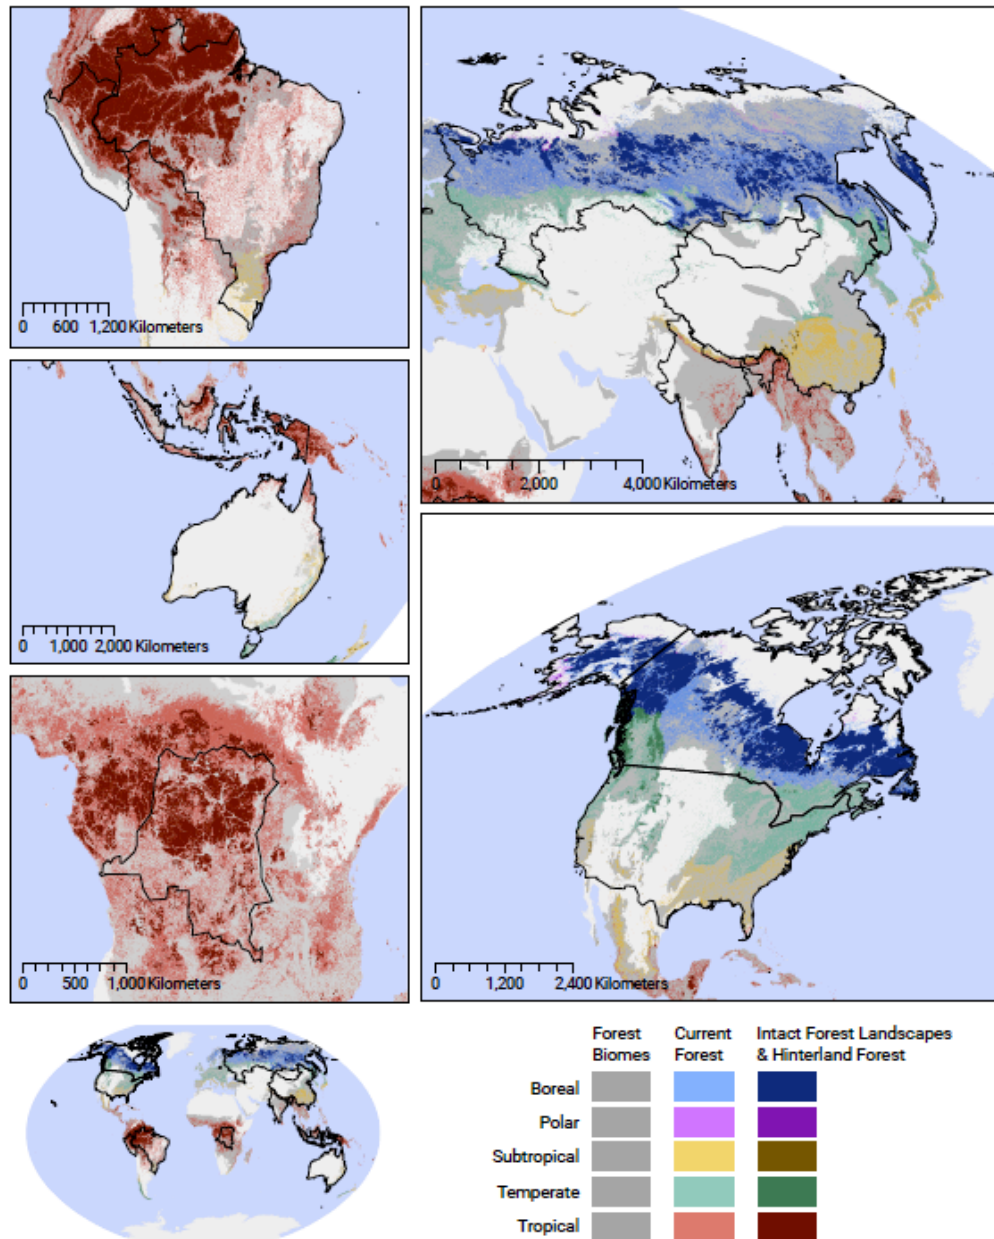 0 600 1,200 Kilometers
0 2,000 4,000 Kilometers
0 1,000 2,000 Kilometers
0 500 1,000 Kilometers
0 1,200 2,400 Kilometers
Forest Current Intact Forest Landscapes
Biomes Forest & Hinterland Forest
Boreal
Polar
Subtropical
Temperate
Tropical